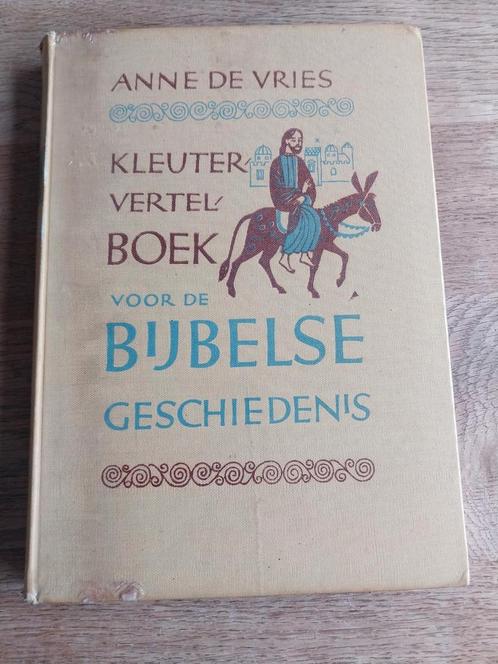 ANNE DE VRIES
KLEUTER-
VERTEL-
BOEK
VOOR DE
BIJBELSE
GESCHIEDENIS